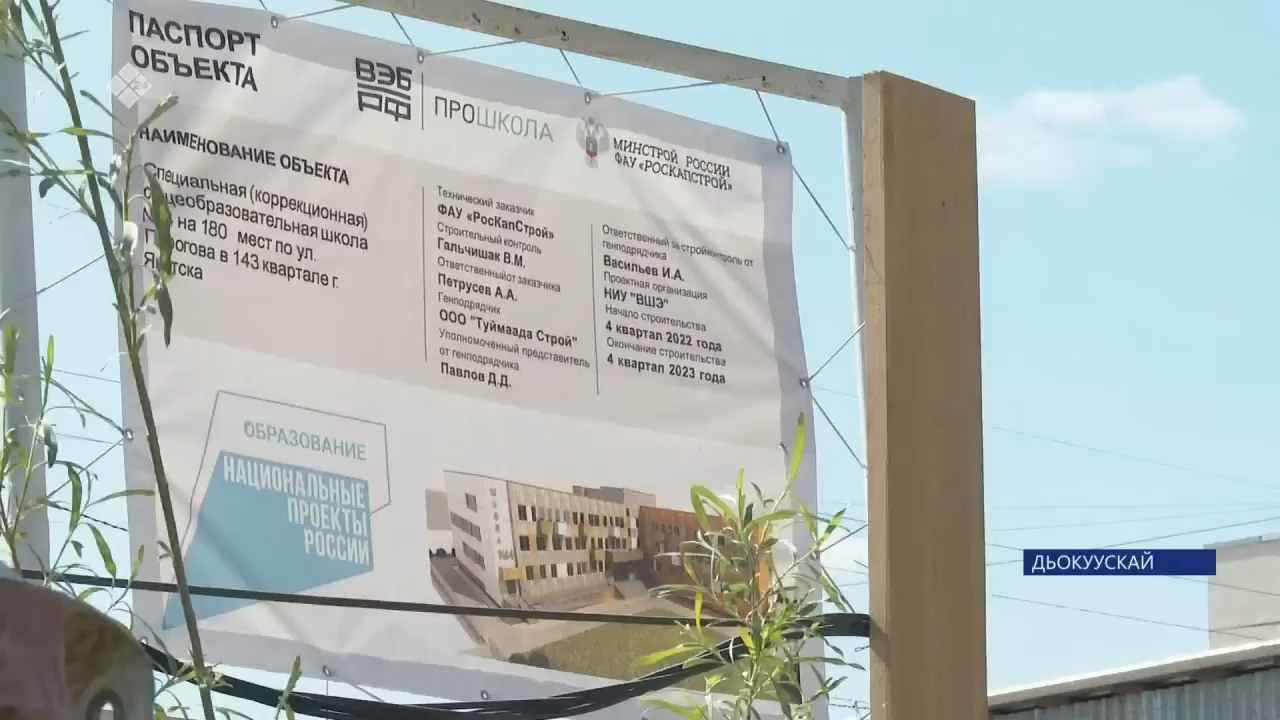 ПАСПОРТ
ОБЪЕКТА
ВЭБ
РФ
ПРОШКОЛА
МИНСТРОЙ РОССИИ
ФАУ «РОСКАПСТРОЙ»
НАИМЕНОВАНИЕ ОБЪЕКТА
Специальная (коррекционная)
общеобразовательная школа
на 180 мест по ул.
Пирогова в 143 квартале г.
Якутска
Технический заказчик
ФАУ «РосКапСтрой»
Строительный контроль
Гальчишак В.М.
Ответственныйот заказчика
Петрусев А.А.
Генподрядчик
ООО "Туймаада Строй"
Уполномоченный представитель
от генподрядчика
Павлов Д.Д.
Ответственный за стройконтроль от
генподрядчика
Васильев И.А.
Проектная организация
НИУ "ВШЭ"
Начало строительства
4 квартал 2022 года
Окончание строительства
4 квартал 2023 года
ОБРАЗОВАНИЕ
НАЦИОНАЛЬНЫЕ
ПРОЕКТЫ
РОССИИ
ДЬОКУУСКАЙ